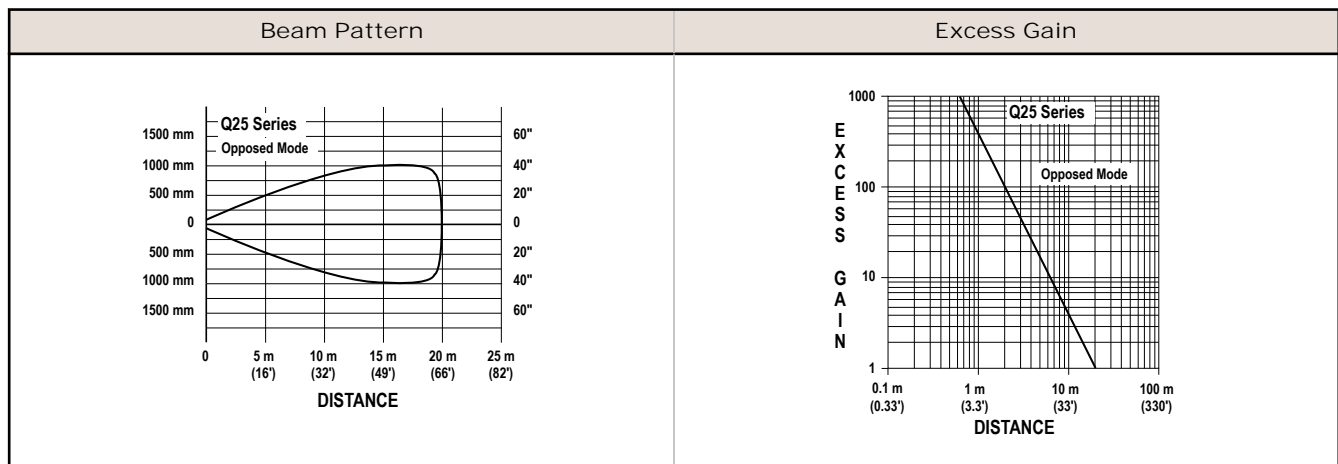 Beam Pattern
Excess Gain
Q25 Series
Opposed Mode
1500 mm
1000 mm
500 mm
0
500 mm
1000 mm
1500 mm
60"
40"
20"
0
20"
40"
60"
0
5 m
(16')
10 m
(32')
15 m
(49')
20 m
(66')
25 m
(82')
DISTANCE
Q25 Series
Opposed Mode
EXCESS GAIN
1000
100
10
1
0.1 m
(0.33')
1 m
(3.3')
10 m
(33')
100 m
(330')
DISTANCE